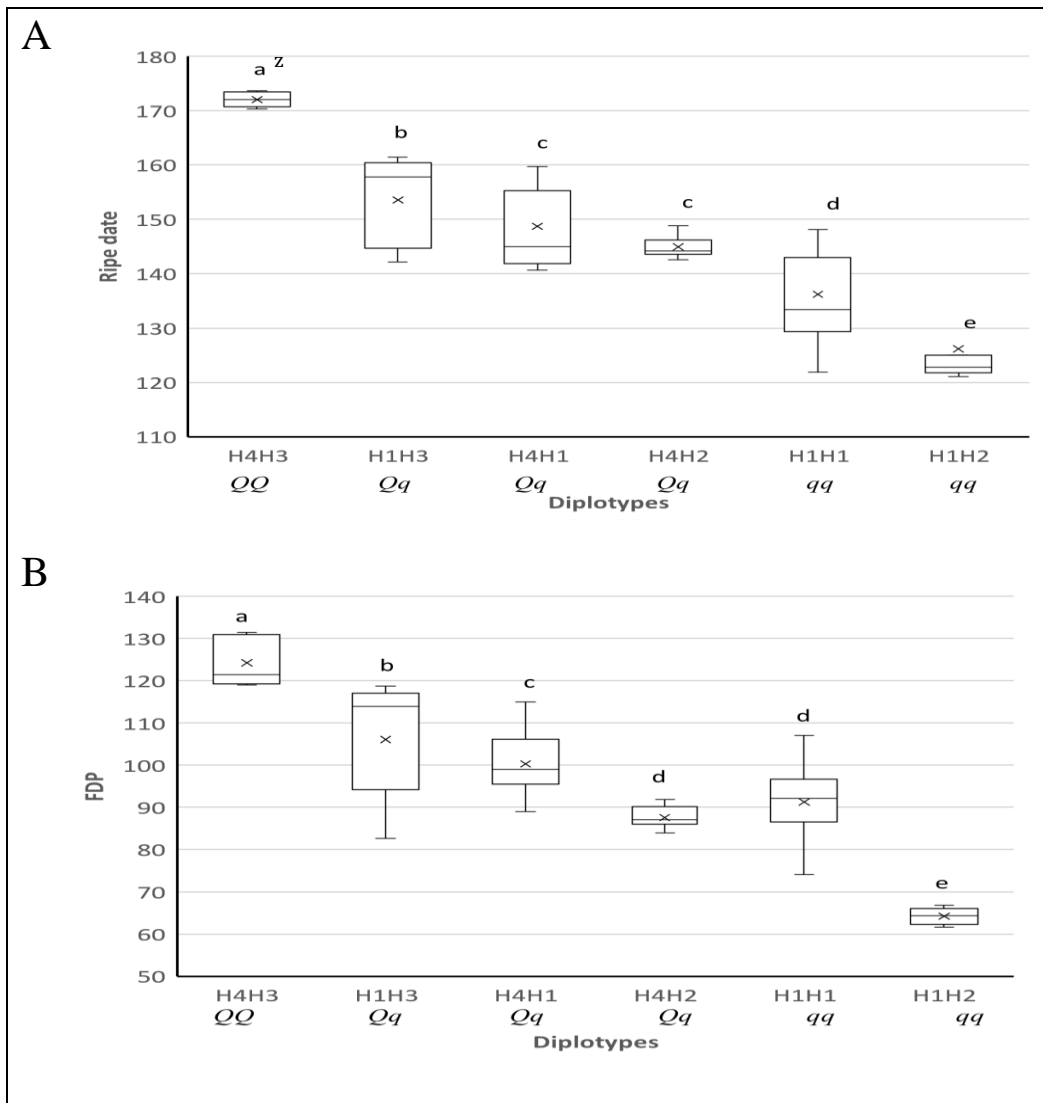 A
180
a z
170
b
160
c
150
c
d
140
130
e
120
110
Ripe date
H4H3 H1H3 H4H1 H4H2 H1H1 H1H2
QQ Qq Qq Qq qq qq
Diplotypes
B
140
a
130
b
120
c
110
d
100
d
90
80
70
e
60
50
FDP
H4H3 H1H3 H4H1 H4H2 H1H1 H1H2
QQ Qq Qq Qq qq qq
Diplotypes